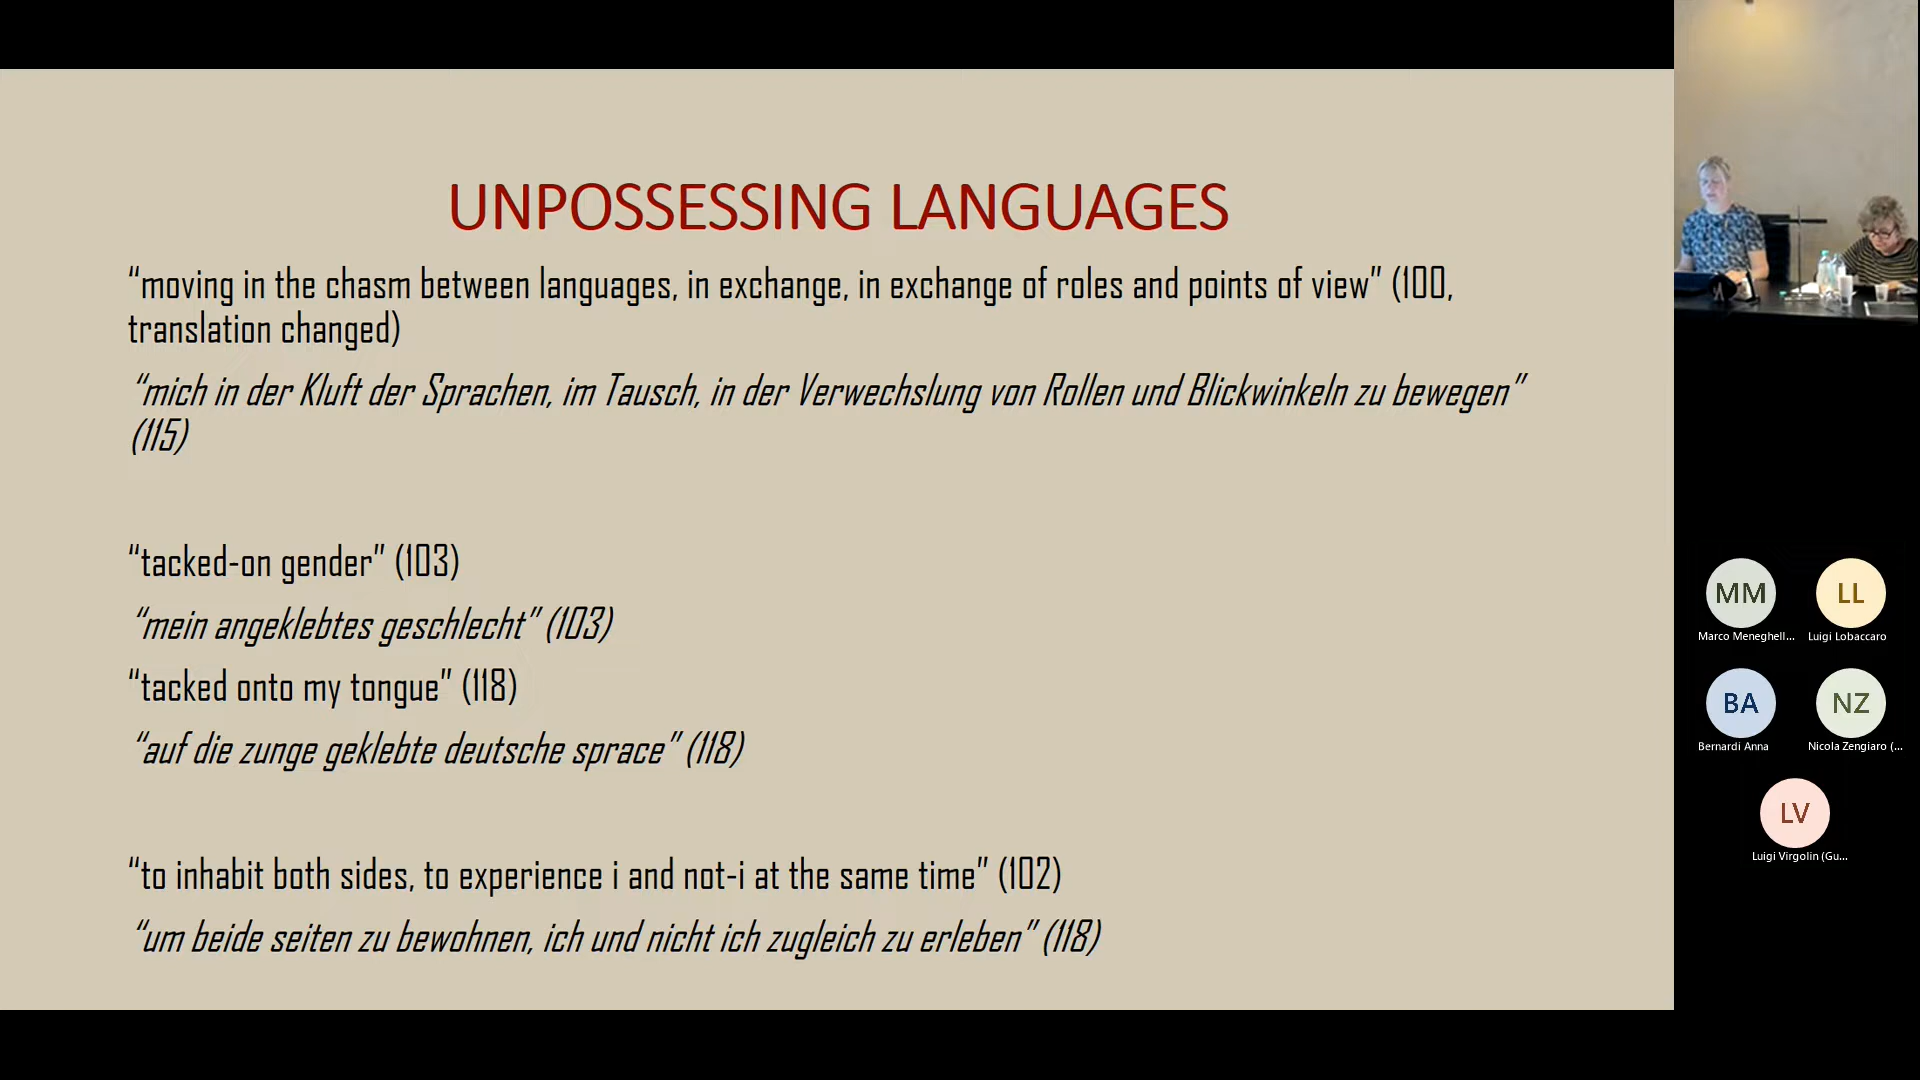 UNPOSSESSING LANGUAGES
“moving in the chasm between languages, in exchange, in exchange of roles and points of view” (100,
translation changed)
“mich in der Kluft der Sprachen, im Tausch, in der Verwechslung von Rollen und Blickwinkeln zu bewegen”
(115)
“tacked-on gender” (103)
“mein angeklebtes geschlecht” (103)
“tacked onto my tongue” (118)
“auf die zunge geklebte deutsche sprace” (118)
“to inhabit both sides, to experience i and not-i at the same time” (102)
“um beide seiten zu bewohnen, ich und nicht ich zugleich zu erleben” (118)
MM
LL
Marco Meneghell...
Luigi Lobaccaro
BA
NZ
Bernardi Anna
Nicola Zengiaro (...
LV
Luigi Virgolin (Gu...